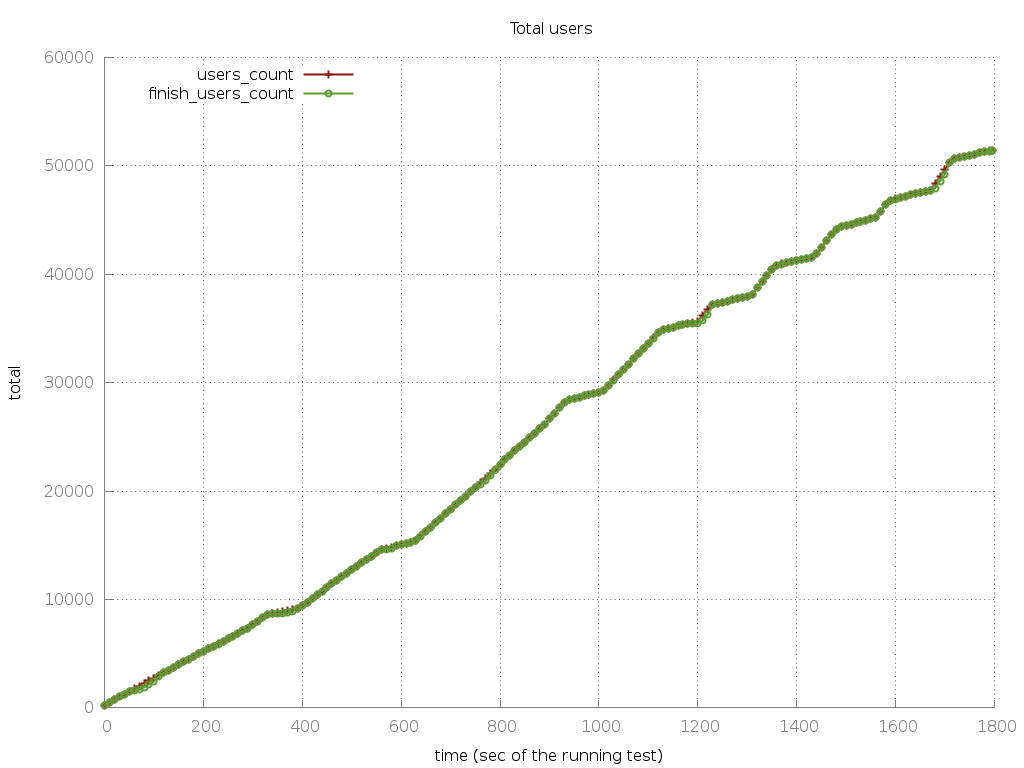 Total users
60000
50000
40000
30000
20000
10000
0
users_count
finish_users_count
total
0 200 400 600 800 1000 1200 1400 1600 1800
time (sec of the running test)